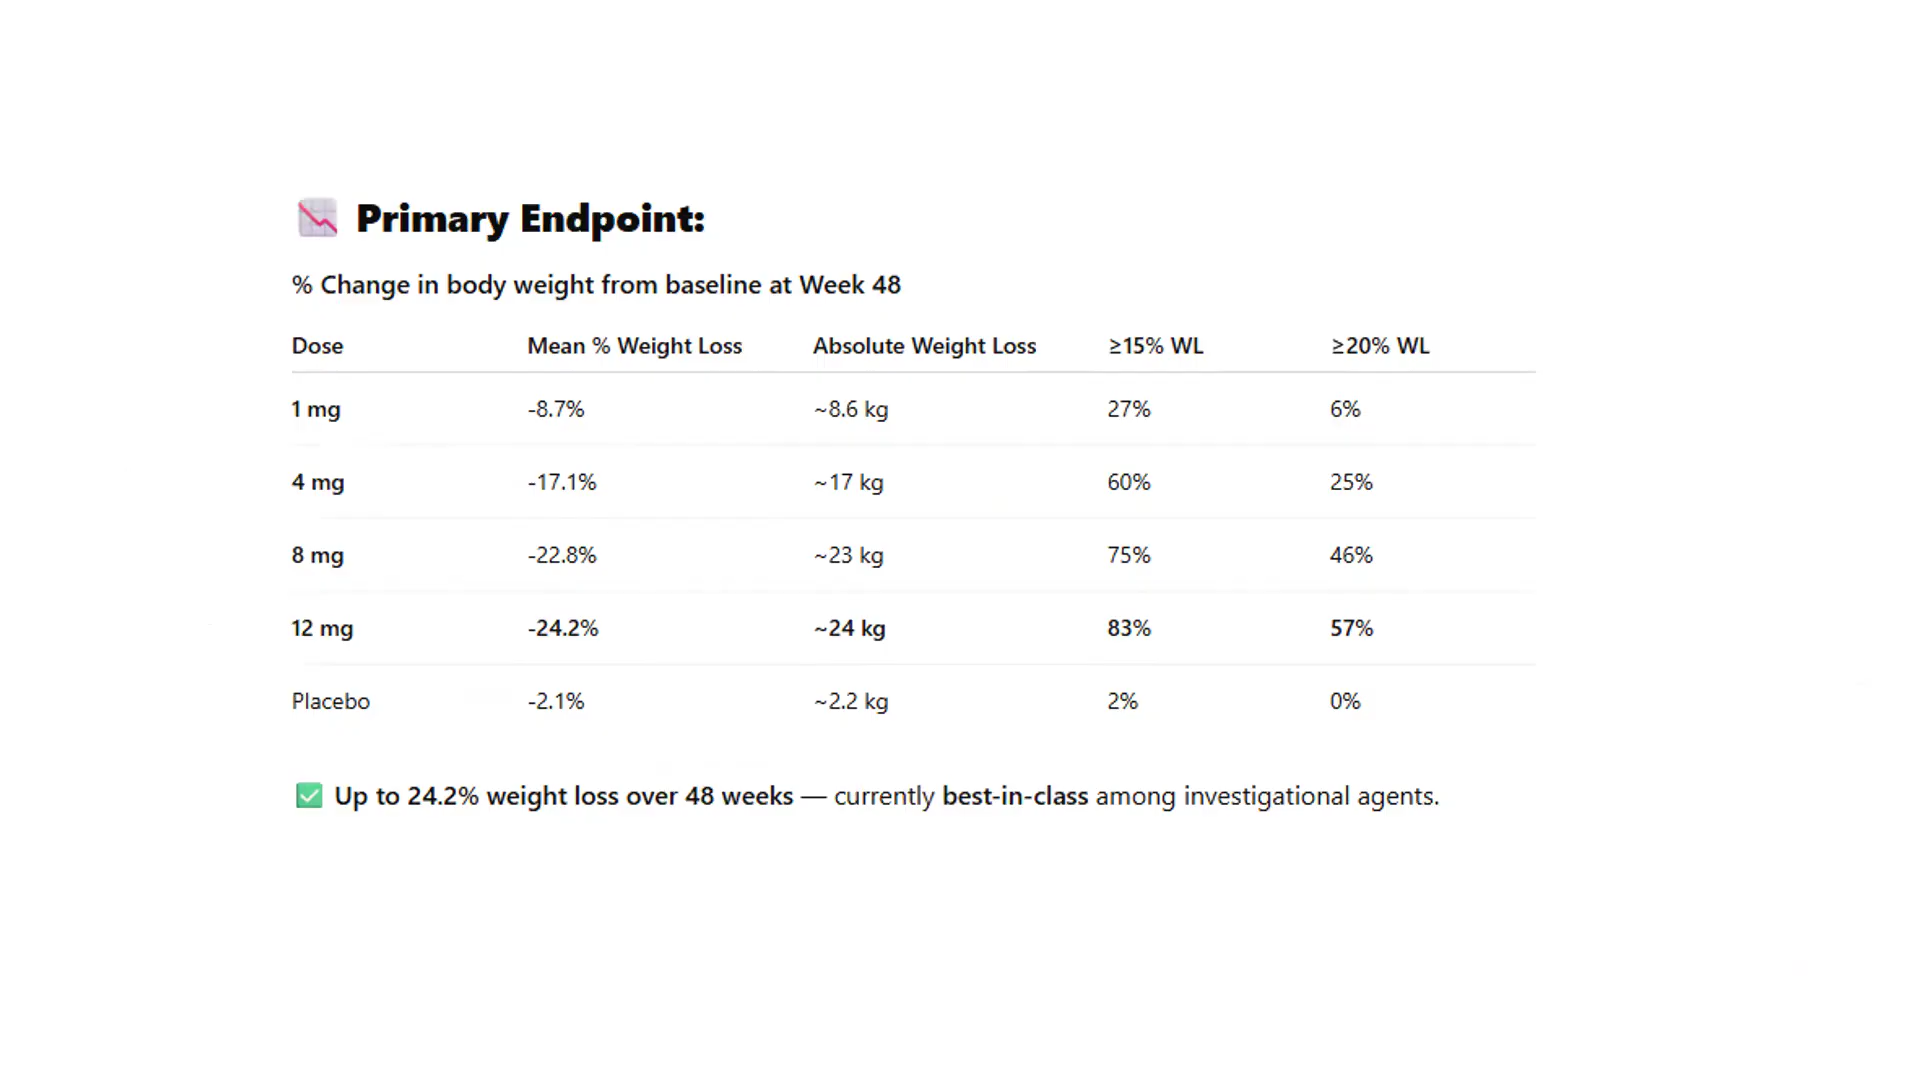 Primary Endpoint:
% Change in body weight from baseline at Week 48
Dose Mean % Weight Loss Absolute Weight Loss ≥15% WL ≥20% WL
1 mg -8.7% ~8.6 kg 27% 6%
4 mg -17.1% ~17 kg 60% 25%
8 mg -22.8% ~23 kg 75% 46%
12 mg -24.2% ~24 kg 83% 57%
Placebo -2.1% ~2.2 kg 2% 0%
Up to 24.2% weight loss over 48 weeks — currently best-in-class among investigational agents.